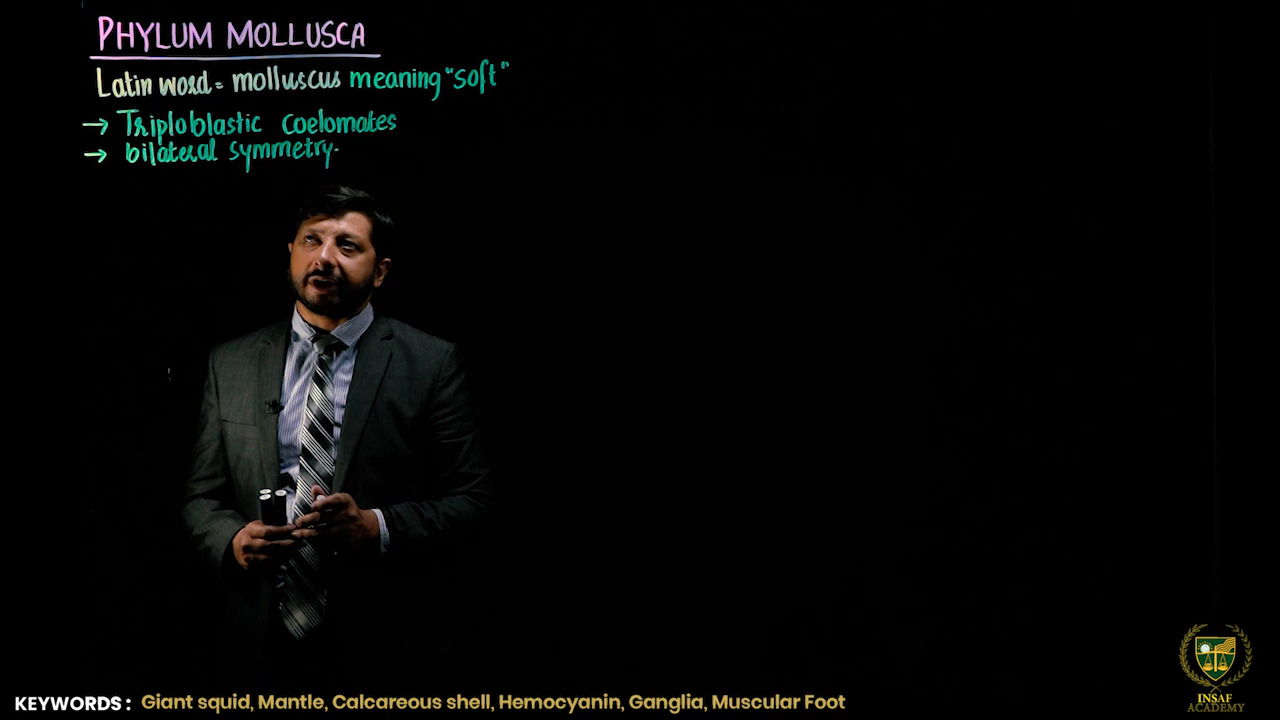 PHYLUM MOLLUSCA
Latin word = molluscus meaning "soft"
→ Triploblastic coelomates
→ bilateral symmetry.
KEYWORDS : Giant squid, Mantle, Calcareous shell, Hemocyanin, Ganglia, Muscular Foot
INSAF
ACADEMY